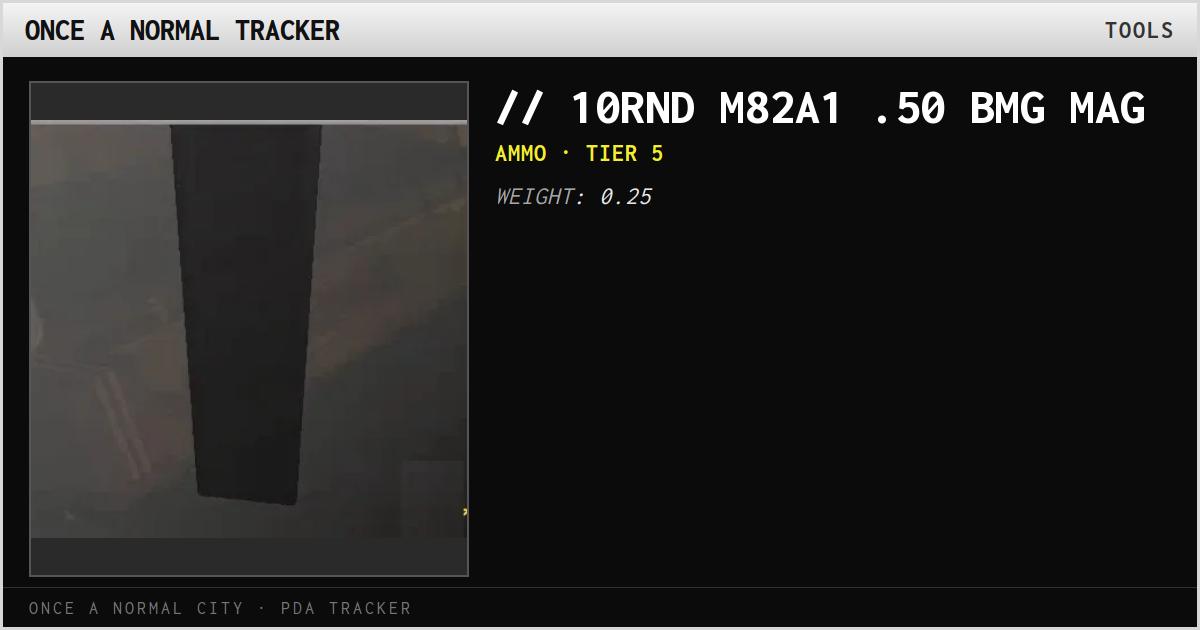 ONCE A NORMAL TRACKER
TOOLS
// 10RND M82A1 .50 BMG MAG
AMMO · TIER 5
WEIGHT: 0.25
ONCE A NORMAL CITY · PDA TRACKER